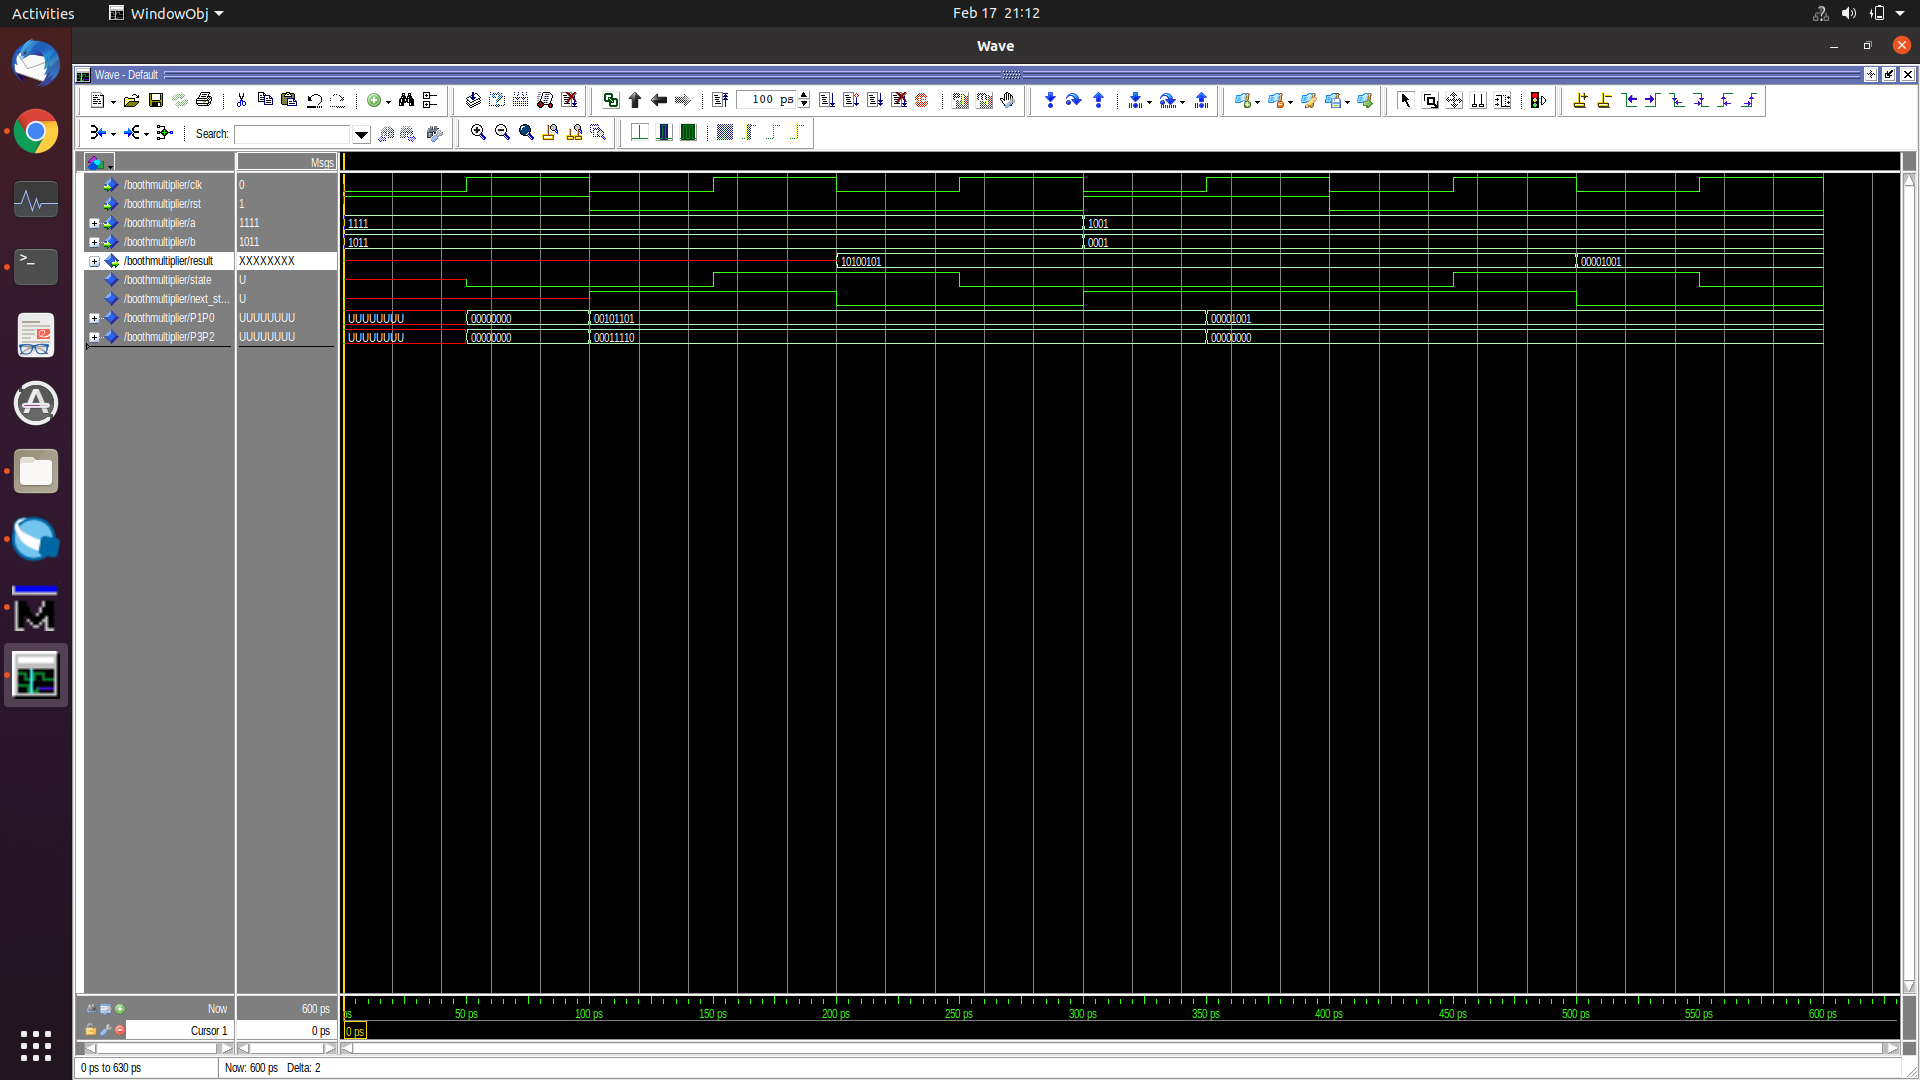 Activities WindowObj Feb 17 21:12
Wave
Wave - Default
100 ps
Search:
Msgs
/boothmultiplier/clk 0
/boothmultiplier/rst 1
/boothmultiplier/a 1111 1111 1001
/boothmultiplier/b 1011 1011 0001
/boothmultiplier/result XXXXXXXX 10100101 00001001
/boothmultiplier/state U
/boothmultiplier/next_st... U
/boothmultiplier/P1P0 UUUUUUUU UUUUUUUU 00000000 00101101 00001001
/boothmultiplier/P3P2 UUUUUUUU UUUUUUUU 00000000 00011110 00000000
Now 600 ps 50 ps 100 ps 150 ps 200 ps 250 ps 300 ps 350 ps 400 ps 450 ps 500 ps 550 ps 600 ps
Cursor 1 0 ps 0 ps
0 ps to 630 ps Now: 600 ps Delta: 2